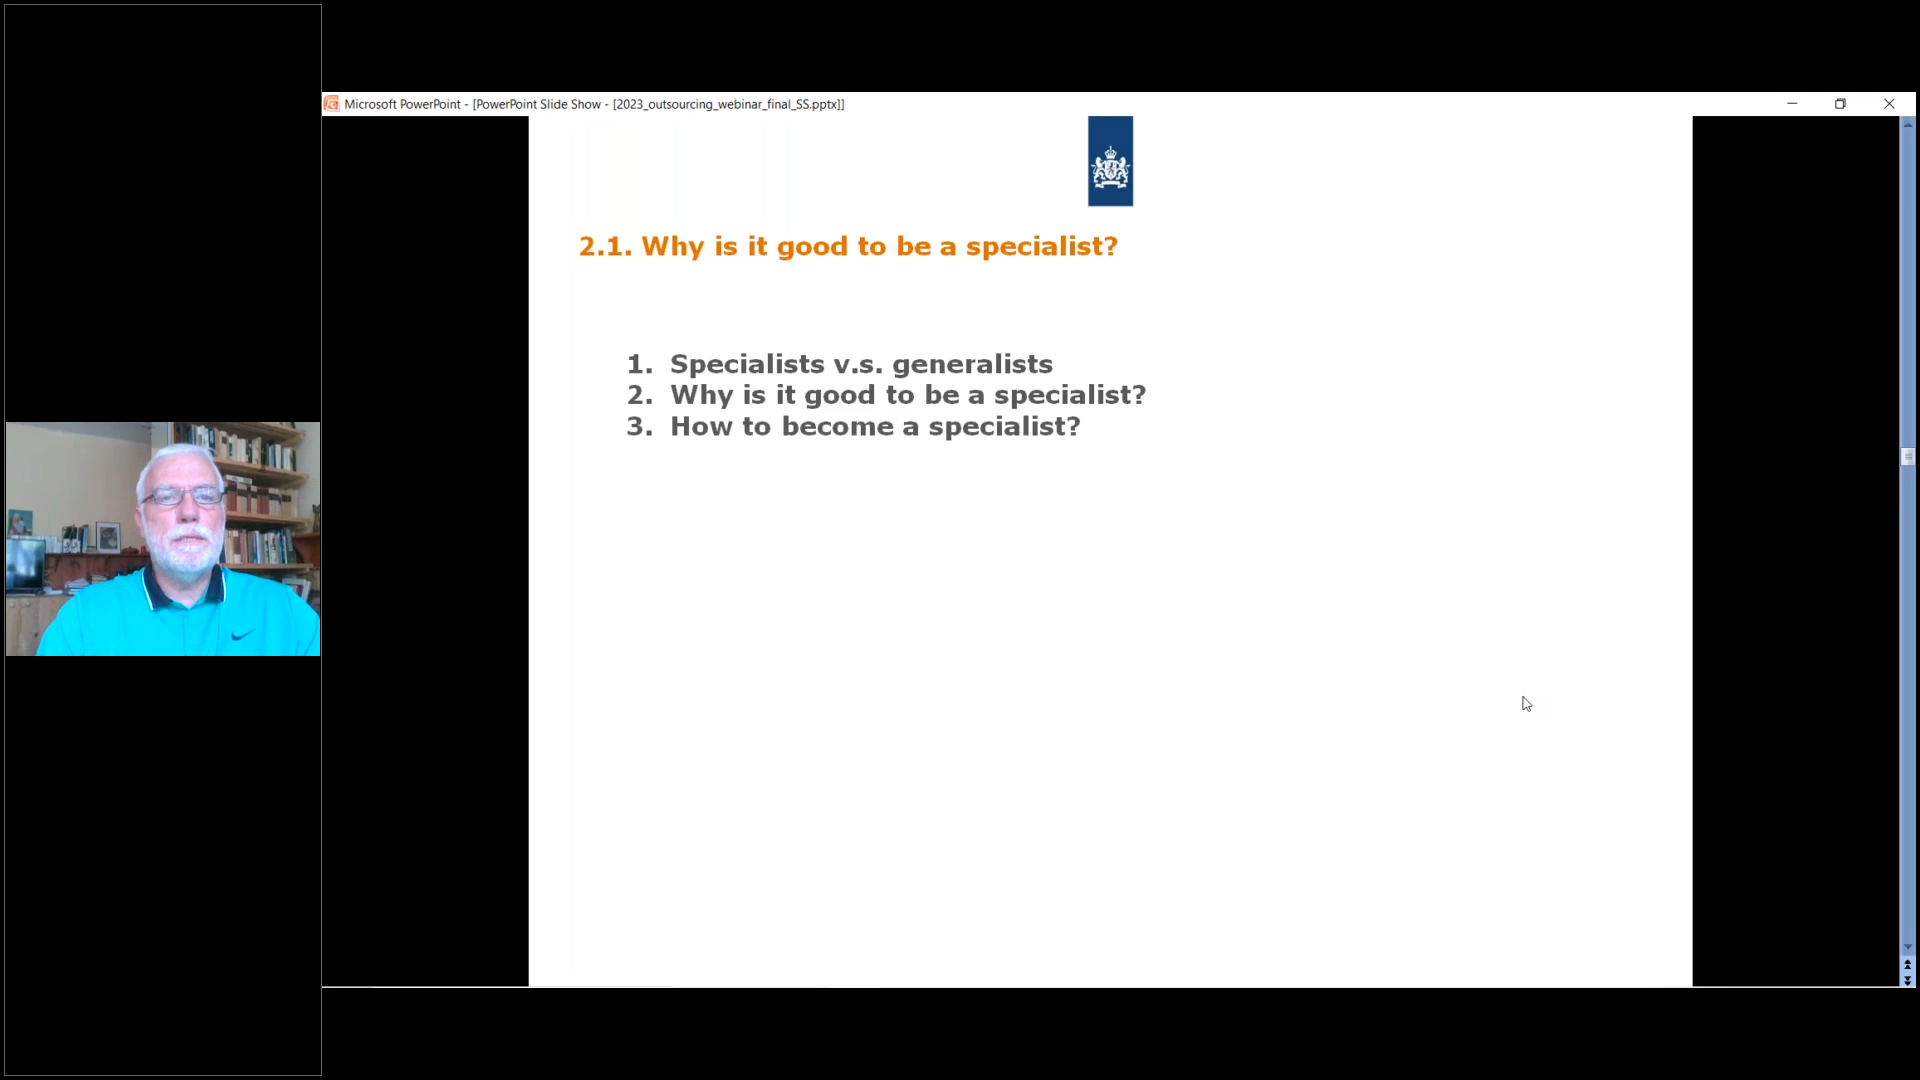 Microsoft PowerPoint - [PowerPoint Slide Show - [2023_outsourcing_webinar_final_SS.pptx]]
2.1. Why is it good to be a specialist?
1. Specialists v.s. generalists
2. Why is it good to be a specialist?
3. How to become a specialist?